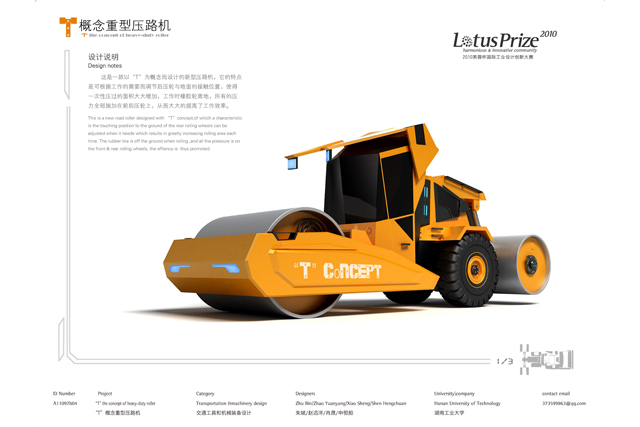 T 概念重型压路机
"T" the concept of heavy-duty roller
LotusPrize 2010
harmonious & innovative community
2010芙蓉杯国际工业设计创新大赛
设计说明
Design notes
这是一款以“T”为概念而设计的新型压路机，它的特点
是可根据工作的需要而调节后压轮与地面的接触位置，使得
一次性压过的面积大大增加，工作时橡胶轮离地，所有的压
力全部施加在前后压轮上，从而大大的提高了工作效率。
This is a new road roller designed with "T" concept,of which a characteristic
is the touching position to the ground of the rear rolling wheels can be
adjusted when it needs which results in greatly increasing rolling area each
time. The rubber tire is off the ground when rolling ,and all the pressure is on
the front & rear rolling wheels, the effiency is thus promoted.
"T" CoNCEPT
1/3
ID Number
A11097004
Project
"T" the concept of heavy-duty roller
"T" 概念重型压路机
Category
Transportation &machinery design
交通工具和机械装备设计
Designers
Zhu Bin/Zhao Yuanyang/Xiao Sheng/Shen Hengchuan
朱斌/赵远洋/肖晟/申恒船
University\company
Hunan University of Technology
湖南工业大学
contact email
373599863@qq.com